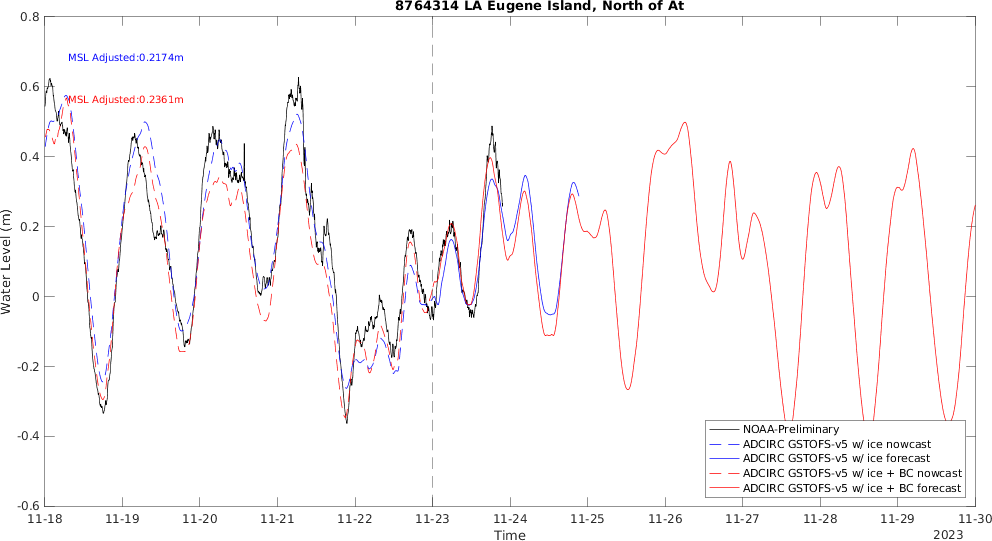 8764314 LA Eugene Island, North of At
0.8
0.6
0.4
0.2
0
-0.2
-0.4
-0.6
Water Level (m)
MSL Adjusted:0.2174m
MSL Adjusted:0.2361m
NOAA-Preliminary
ADCIRC GSTOFS-v5 w/ ice nowcast
ADCIRC GSTOFS-v5 w/ ice forecast
ADCIRC GSTOFS-v5 w/ ice + BC nowcast
ADCIRC GSTOFS-v5 w/ ice + BC forecast
11-18 11-19 11-20 11-21 11-22 11-23 11-24 11-25 11-26 11-27 11-28 11-29 11-30
Time
2023